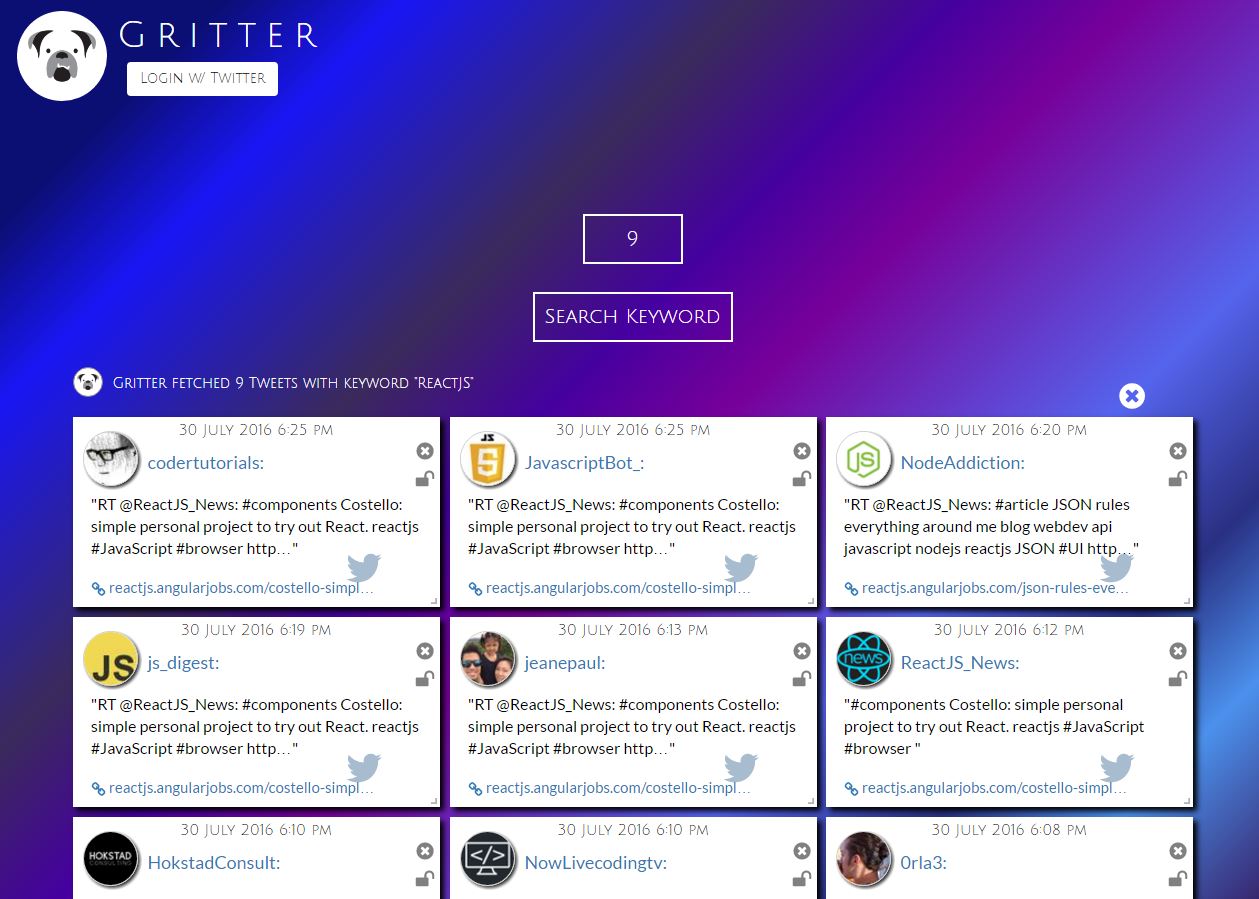 Gritter
Login w/ Twitter
9
Search Keyword
Gritter fetched 9 Tweets with keyword "ReactJS"
30 July 2016 6:25 pm
codertutorials:
"RT @ReactJS_News: #components Costello:
simple personal project to try out React. reactjs
#JavaScript #browser http…"
reactjs.angularjobs.com/costello-simpl…
30 July 2016 6:25 pm
JS
5
JavascriptBot_:
"RT @ReactJS_News: #components Costello:
simple personal project to try out React. reactjs
#JavaScript #browser http…"
reactjs.angularjobs.com/costello-simpl…
30 July 2016 6:20 pm
JS
NodeAddiction:
"RT @ReactJS_News: #article JSON rules
everything around me blog webdev api
javascript nodejs reactjs JSON #UI http…"
reactjs.angularjobs.com/json-rules-eve…
30 July 2016 6:19 pm
JS
js_digest:
"RT @ReactJS_News: #components Costello:
simple personal project to try out React. reactjs
#JavaScript #browser http…"
reactjs.angularjobs.com/costello-simpl…
30 July 2016 6:13 pm
jeanepaul:
"RT @ReactJS_News: #components Costello:
simple personal project to try out React. reactjs
#JavaScript #browser http…"
reactjs.angularjobs.com/costello-simpl…
30 July 2016 6:12 pm
news
ReactJS_News:
"#components Costello: simple personal
project to try out React. reactjs #JavaScript
#browser "
reactjs.angularjobs.com/costello-simpl…
30 July 2016 6:10 pm
HOKSTAD
CONSULTING
HokstadConsult:
30 July 2016 6:10 pm
</>
NowLivecodingtv:
30 July 2016 6:08 pm
0rla3: